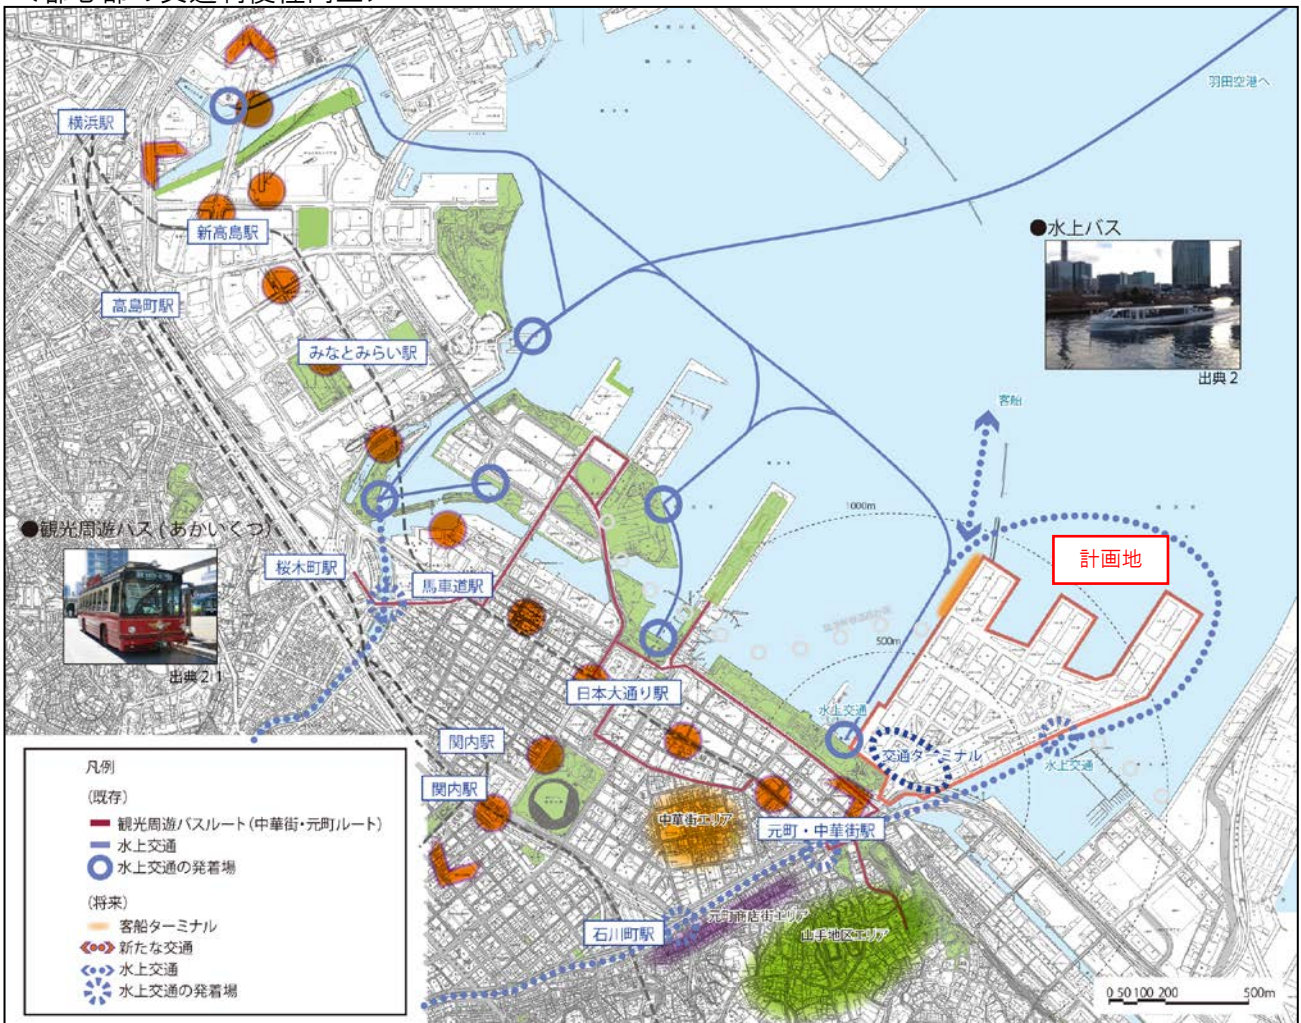 羽田空港へ
横浜駅
新高島駅
●水上バス
出典2
高島町駅
みなとみらい駅
客船
1000m
計画地
●観光周遊バス(あかいくつ)
出典2.1
桜木町駅
馬車道駅
500m
日本大通り駅
水上交通
交通ターミナル
水上交通
関内駅
関内駅
中華街エリア
元町・中華街駅
元町商店街エリア
石川町駅
山手地区エリア
凡例
(既存)
観光周遊バスルート(中華街・元町ルート)
水上交通
水上交通の発着場
(将来)
客船ターミナル
新たな交通
水上交通
水上交通の発着場
0 50 100 200 500m